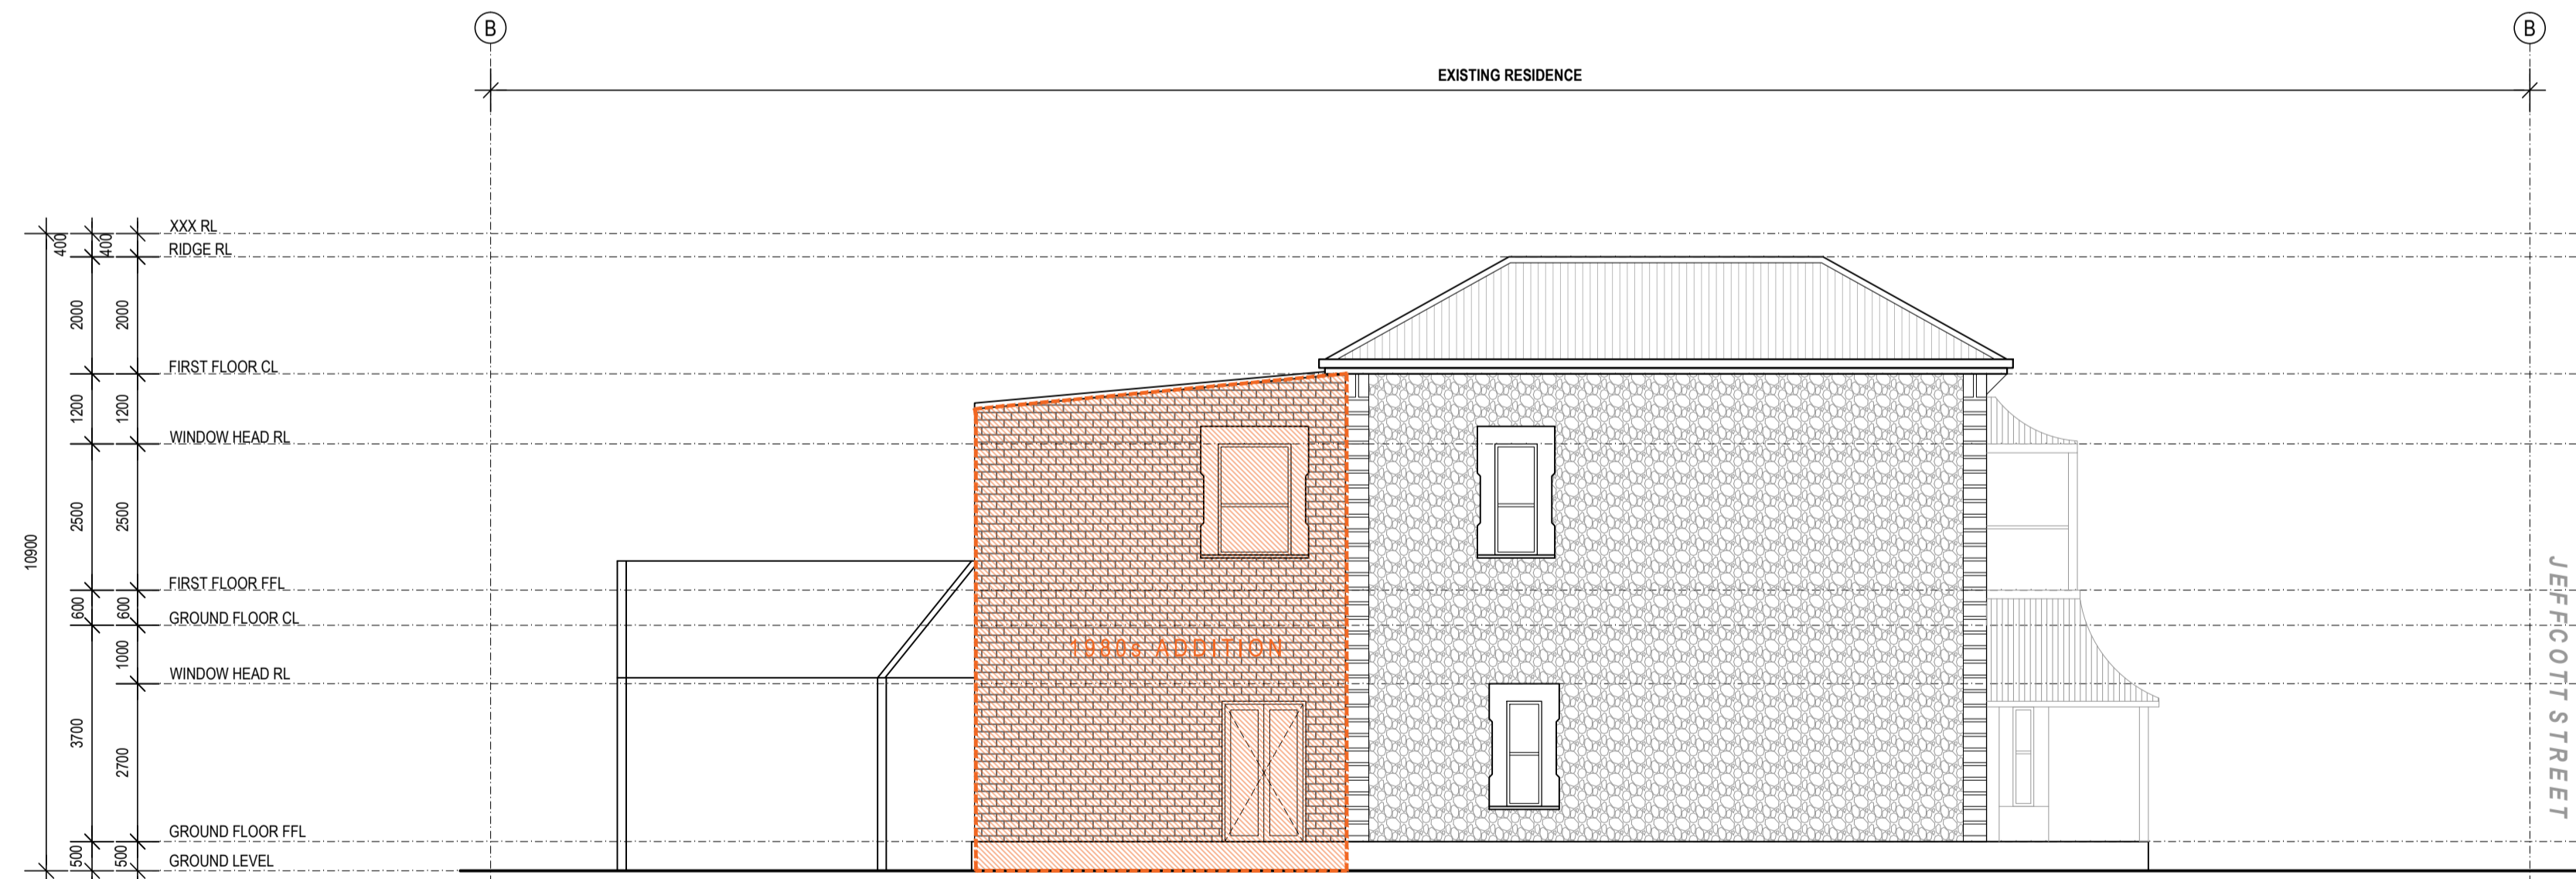 B
B
EXISTING RESIDENCE
XXX RL
400
400
RIDGE RL
2000
2000
FIRST FLOOR CL
1200
1200
WINDOW HEAD RL
2500
2500
10900
FIRST FLOOR FFL
600
600
GROUND FLOOR CL
1000
WINDOW HEAD RL
3700
2700
GROUND FLOOR FFL
500
500
GROUND LEVEL
1980s ADDITION
JEFFCOTT STREET